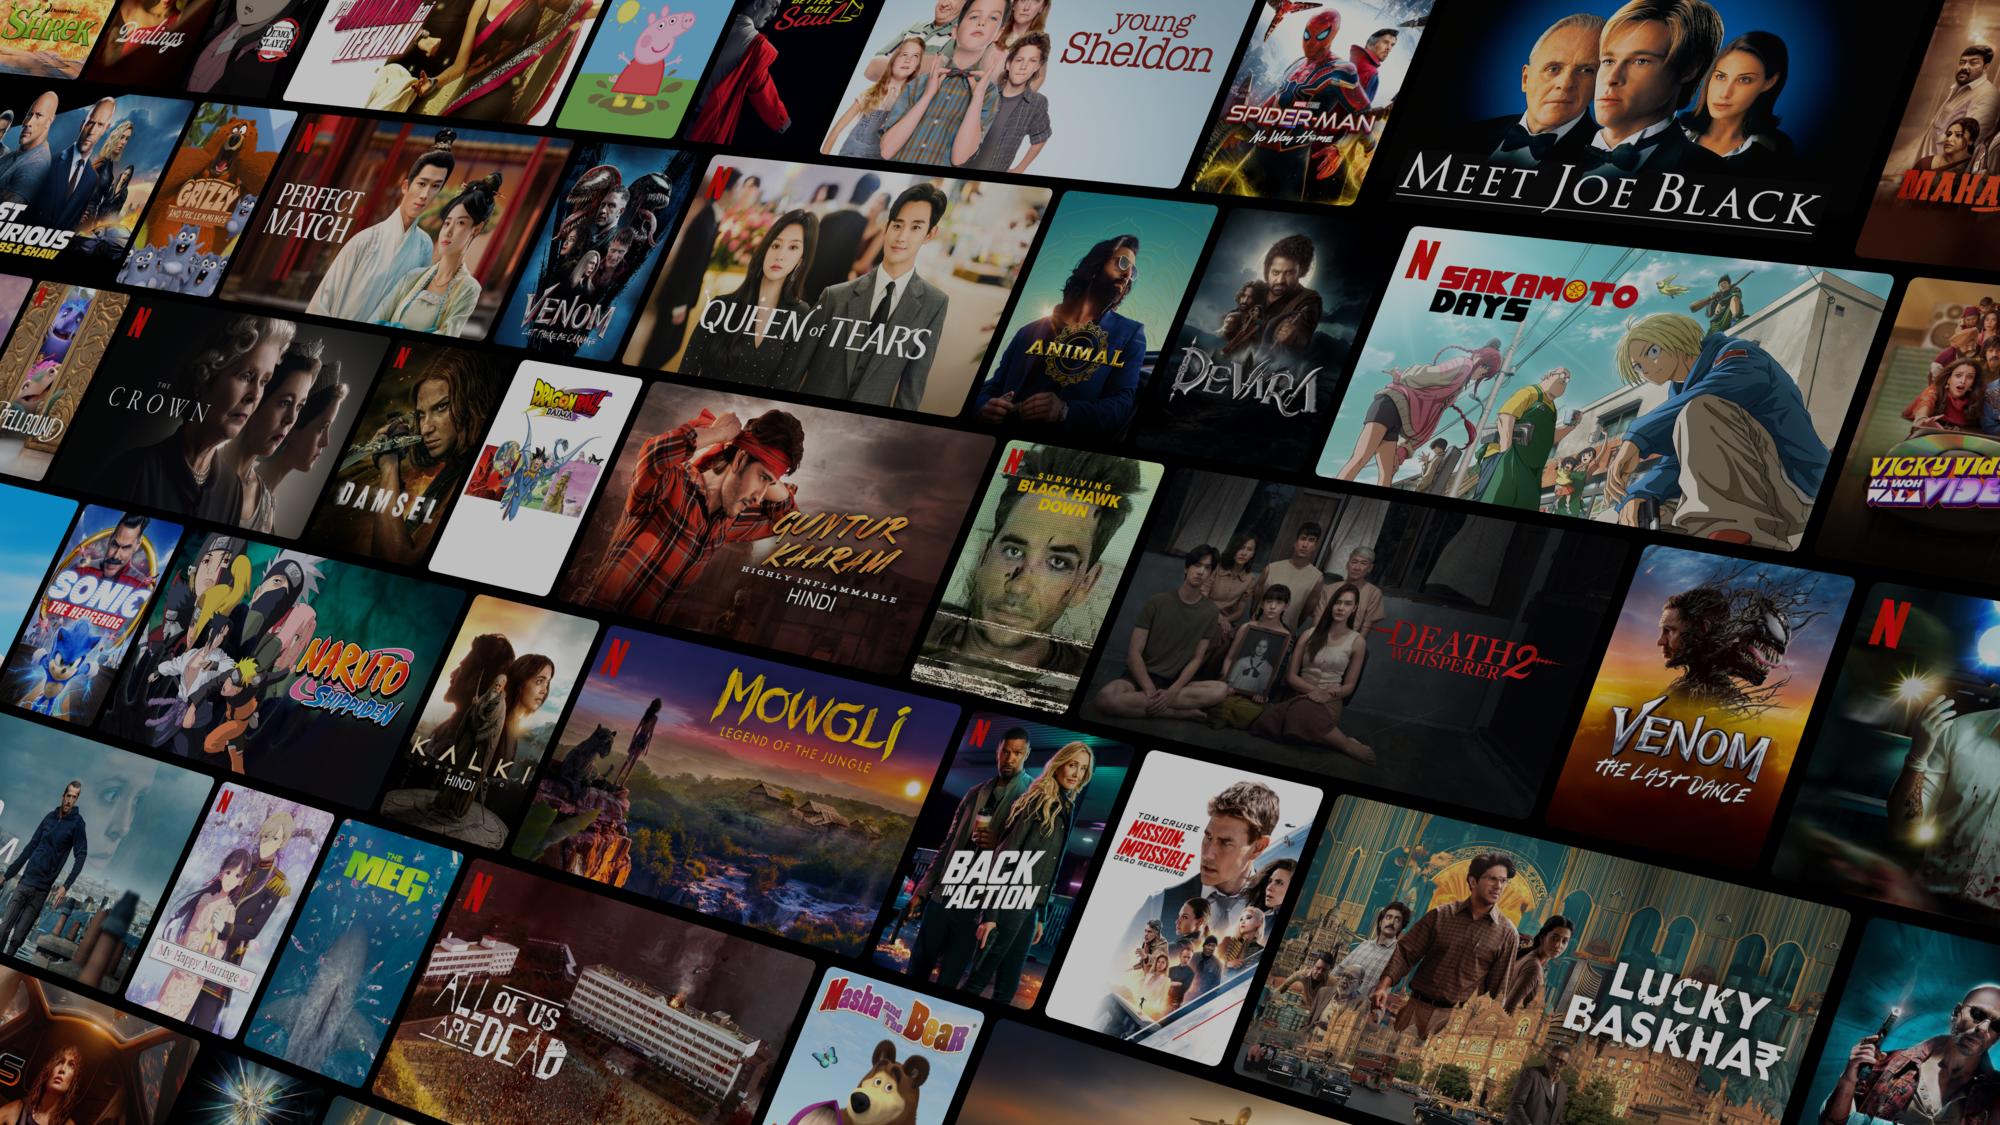 SHREK
Darlings
DEMON
SLAYER
DEEWANI
BETTER
CALL
Saul
young
Sheldon
MARVEL STUDIOS
SPIDER-MAN
No Way Home
MEET JOE BLACK
MAHA
ST
URIOUS
BS & SHAW
GRIZZY
AND THE LEMMINGS
N
PERFECT
MATCH
VENOM
LET THERE BE CARNAGE
N
QUEEN OF TEARS
ANIMAL
DEVARA
N
SAKAMOTO
DAYS
VICKY VID
KA WOH
WALA VIDE
N
PELLBOUND
N
THE
CROWN
N
DAMSEL
DRAGON BALL
DAIMA
GUNTUR
KAARAM
HIGHLY INFLAMMABLE
HINDI
N
SURVIVING
BLACK HAWK
DOWN
DEATH
WHISPERER 2
VENOM
THE LAST DANCE
N
SONIC
THE HEDGEHOG
NARUTO
SHIPPUDEN
KALKI
HINDI
N
MOWGLI
LEGEND OF THE JUNGLE
N
BACK
IN ACTION
TOM CRUISE
MISSION:
IMPOSSIBLE
DEAD RECKONING
LUCKY
BASKHA₹
N
My Happy Marriage
THE
MEG
N
ALL OF US
ARE DEAD
Masha and The Bear
S